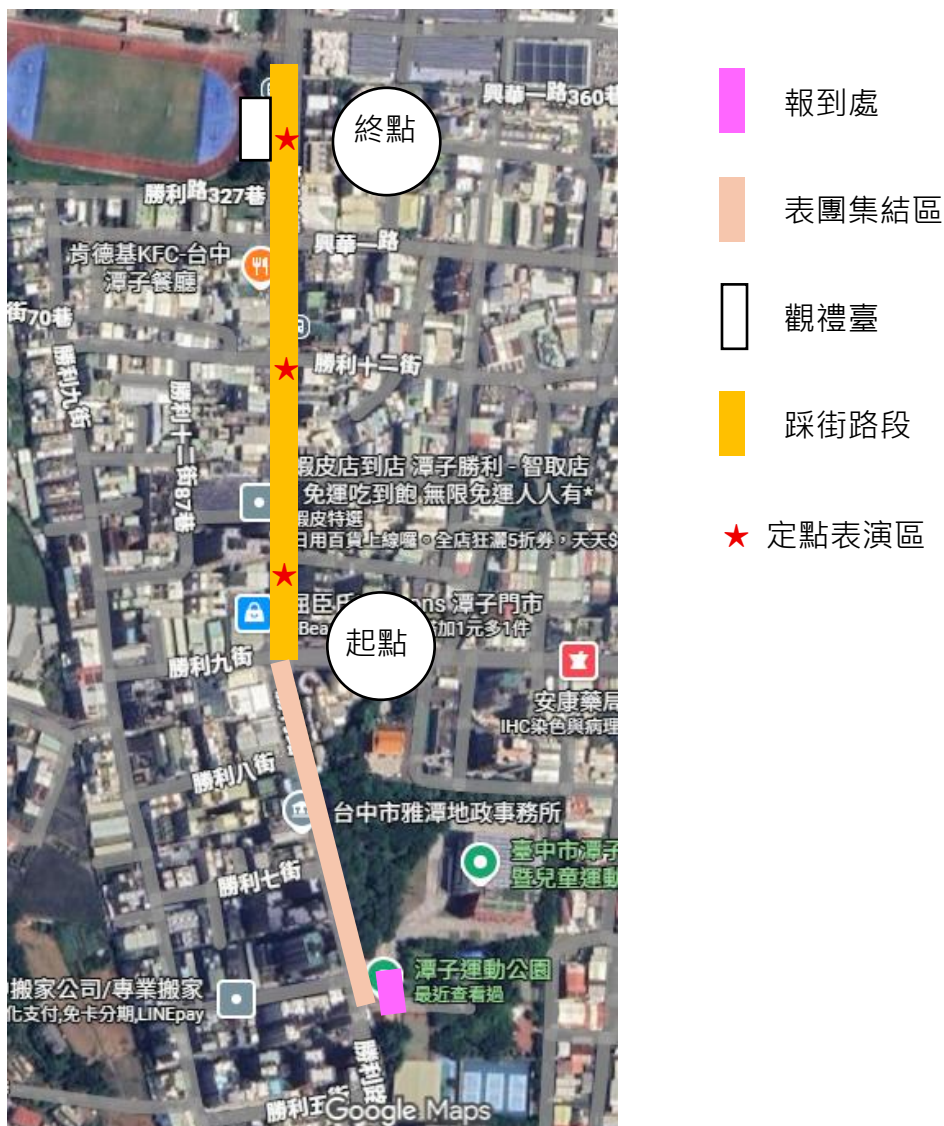 興華一路360巷
終點
勝利路327巷
興華一路
肯德基KFC-台中
潭子餐廳
街70巷
勝利九街
勝利十二街
勝利十二街87巷
蝦皮店到店 潭子勝利 - 智取店
免運吃到飽 無限免運人人有*
蝦皮特選
日用百貨上線囉。全店狂灑5折券，天天$
屈臣氏
ons 潭子門市
加1元多1件
起點
勝利九街
安康藥局
IHC染色與病理
勝利八街
台中市雅潭地政事務所
臺中市潭子
暨兒童運動
勝利七街
潭子運動公園
最近查看過
搬家公司/專業搬家
化支付,免卡分期,LINEpay
勝利路
勝利五街
Google Maps
報到處
表團集結區
觀禮臺
踩街路段
定點表演區